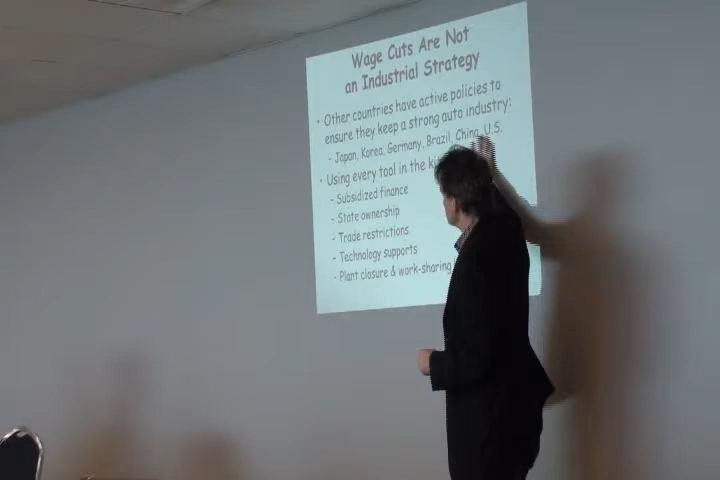 Wage Cuts Are Not
an Industrial Strategy
• Other countries have active policies to
ensure they keep a strong auto industry:
- Japan, Korea, Germany, Brazil, China, U.S.
• Using every tool in the
- Subsidized finance
- State ownership
- Trade restrictions
- Technology supports
- Plant closure & work-sharing